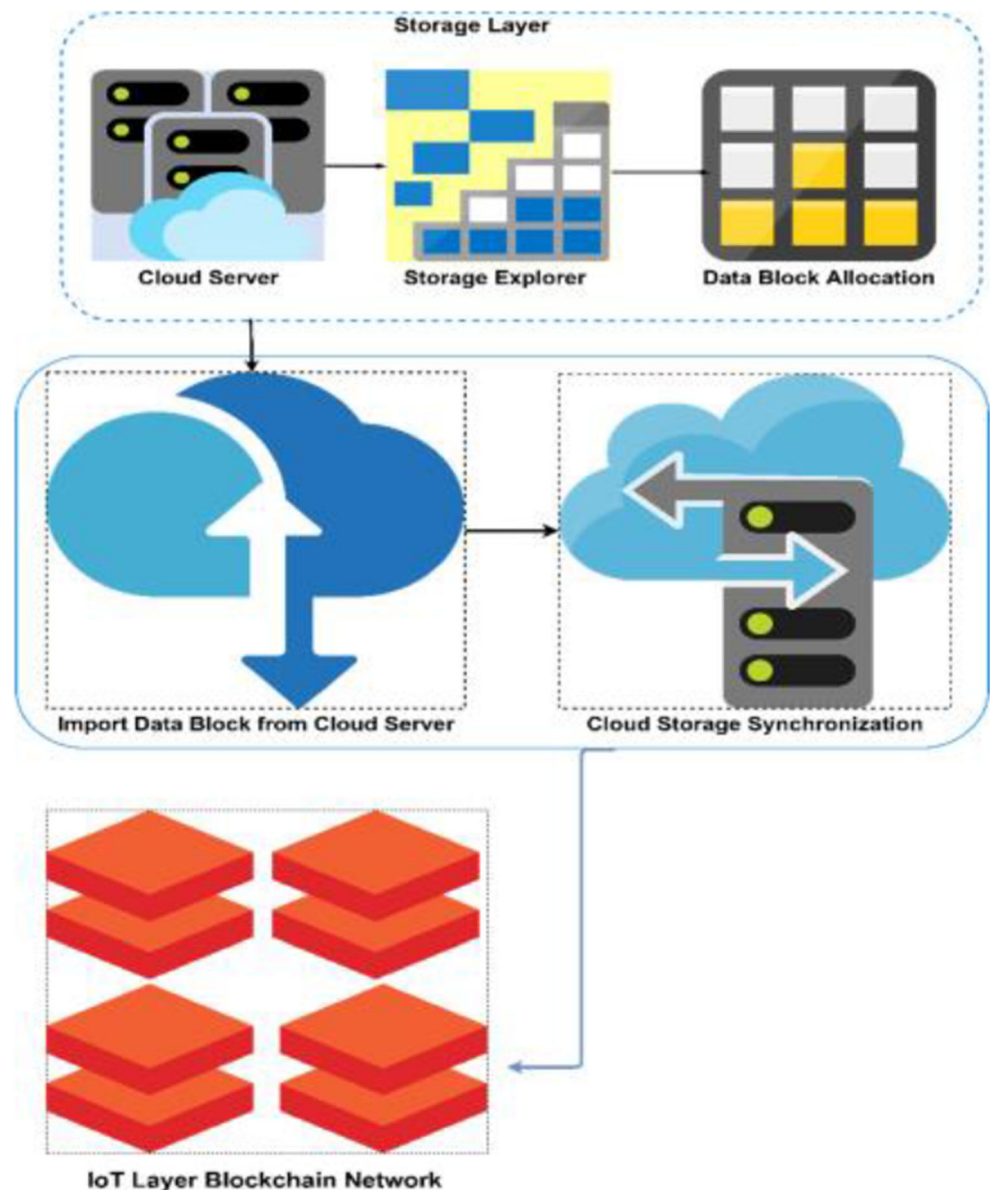 Storage Layer
Cloud Server
Storage Explorer
Data Block Allocation
Import Data Block from Cloud Server
Cloud Storage Synchronization
IoT Layer Blockchain Network